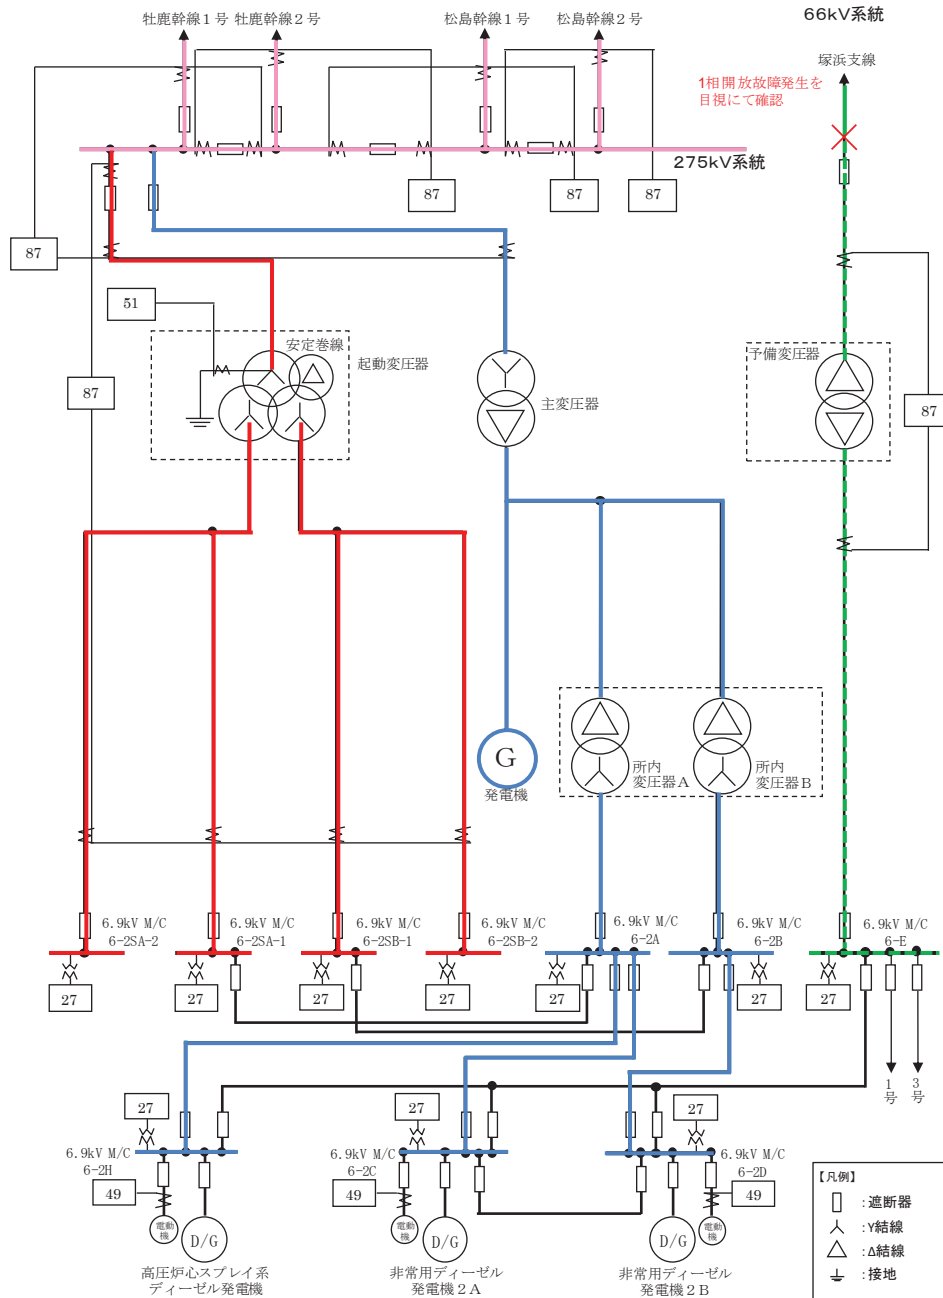 66kV系統
牡鹿幹線1号 牡鹿幹線2号 松島幹線1号 松島幹線2号
塚浜支線
1相開放故障発生を
目視にて確認
275kV系統
87 87 87
87
51
安定巻線
起動変圧器
予備変圧器
87
主変圧器
87
G
発電機
所内
変圧器A
所内
変圧器B
6.9kV M/C
6-2SA-2
6.9kV M/C
6-2SA-1
6.9kV M/C
6-2SB-1
6.9kV M/C
6-2SB-2
6.9kV M/C
6-2A
6.9kV M/C
6-2B
6.9kV M/C
6-E
27 27 27 27 27 27 27
1号
3号
27 27 27
6.9kV M/C
6-2H
6.9kV M/C
6-2C
6.9kV M/C
6-2D
49 49 49
電動機
D/G
電動機
D/G
D/G
電動機
高圧炉心スプレイ系
ディーゼル発電機
非常用ディーゼル
発電機2A
非常用ディーゼル
発電機2B
【凡例】
:遮断器
:Y結線
:Δ結線
:接地